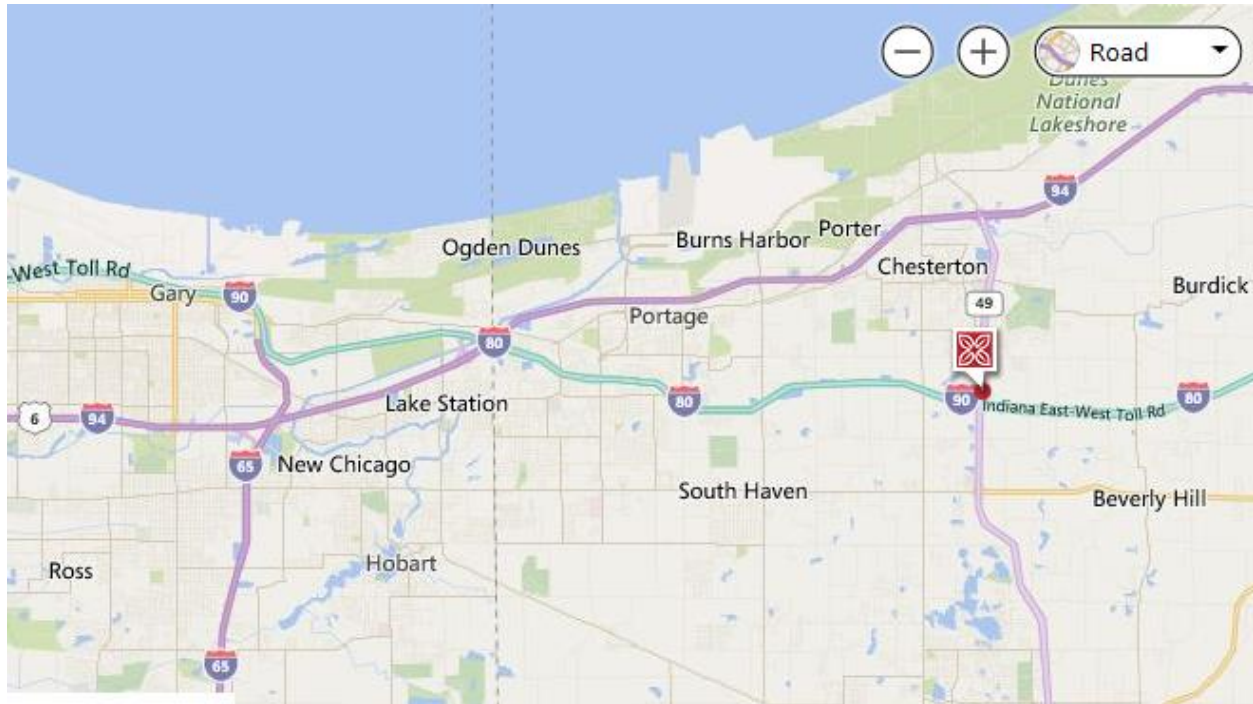 Road
Dunes
National
Lakeshore
94
Ogden Dunes
Burns Harbor
Porter
Chesterton
-West Toll Rd
Gary
90
Burdick
49
Portage
80
Lake Station
6
94
80
90
Indiana East-West Toll Rd
80
65
New Chicago
South Haven
Beverly Hill
Ross
Hobart
65